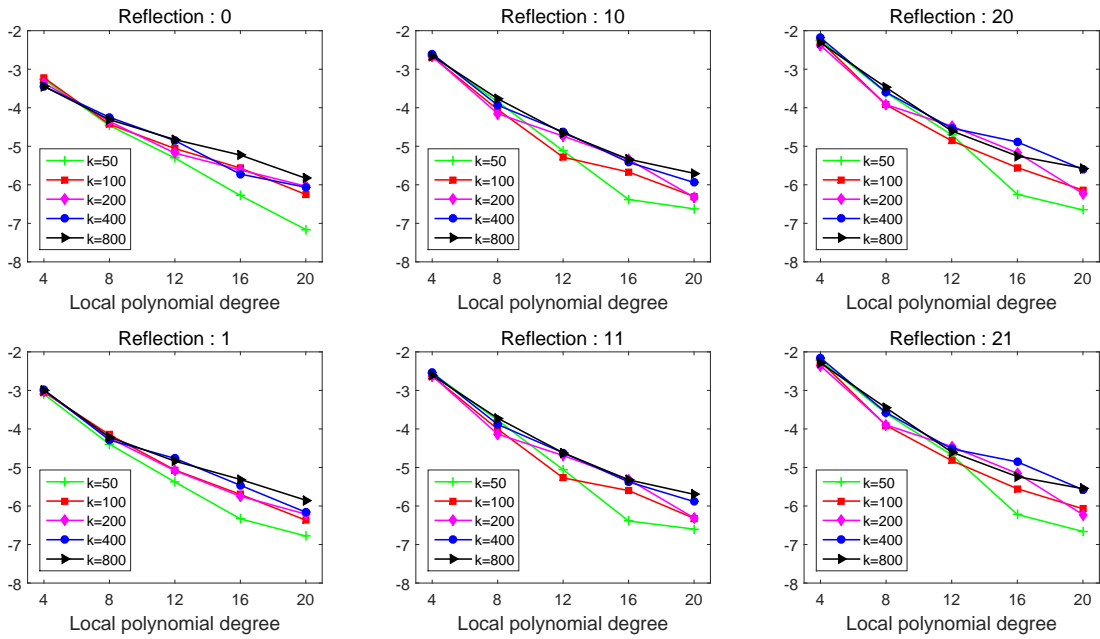 Reflection : 0
-2
-3
-4
-5
-6
-7
-8
k=50
k=100
k=200
k=400
k=800
4 8 12 16 20
Local polynomial degree
Reflection : 10
-2
-3
-4
-5
-6
-7
-8
k=50
k=100
k=200
k=400
k=800
4 8 12 16 20
Local polynomial degree
Reflection : 20
-2
-3
-4
-5
-6
-7
-8
k=50
k=100
k=200
k=400
k=800
4 8 12 16 20
Local polynomial degree
Reflection : 1
-2
-3
-4
-5
-6
-7
-8
k=50
k=100
k=200
k=400
k=800
4 8 12 16 20
Local polynomial degree
Reflection : 11
-2
-3
-4
-5
-6
-7
-8
k=50
k=100
k=200
k=400
k=800
4 8 12 16 20
Local polynomial degree
Reflection : 21
-2
-3
-4
-5
-6
-7
-8
k=50
k=100
k=200
k=400
k=800
4 8 12 16 20
Local polynomial degree